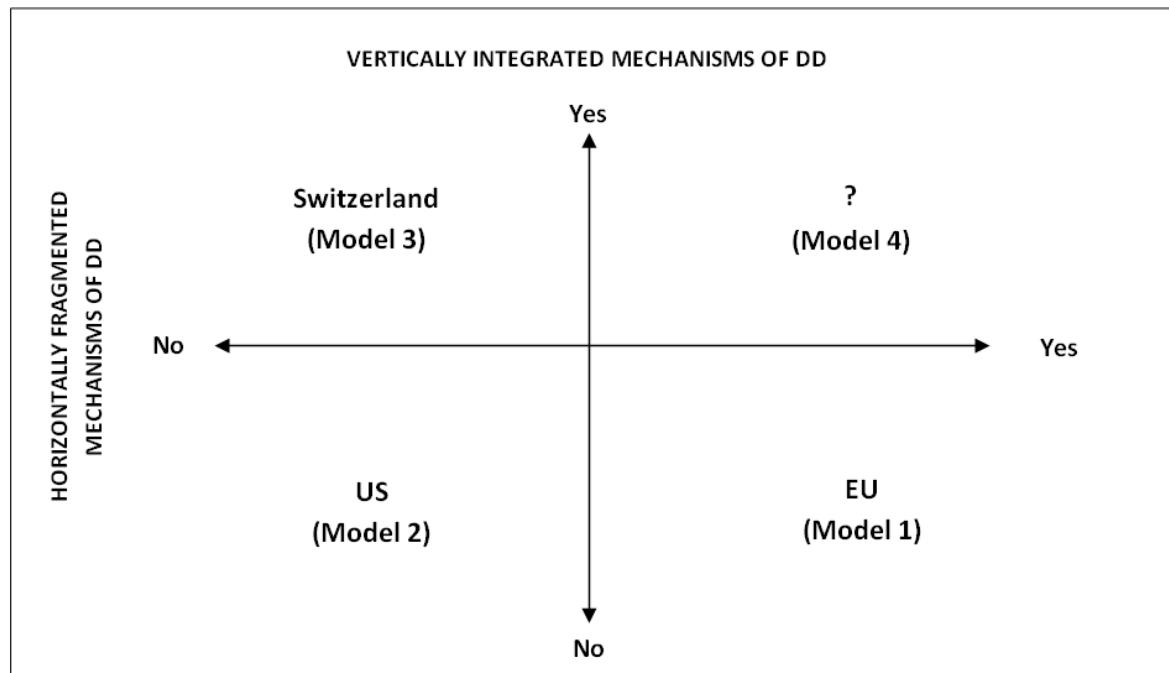 VERTICALLY INTEGRATED MECHANISMS OF DD
Yes
HORIZONTALLY FRAGMENTED
MECHANISMS OF DD
Switzerland
(Model 3)
?
(Model 4)
No
Yes
US
(Model 2)
EU
(Model 1)
No